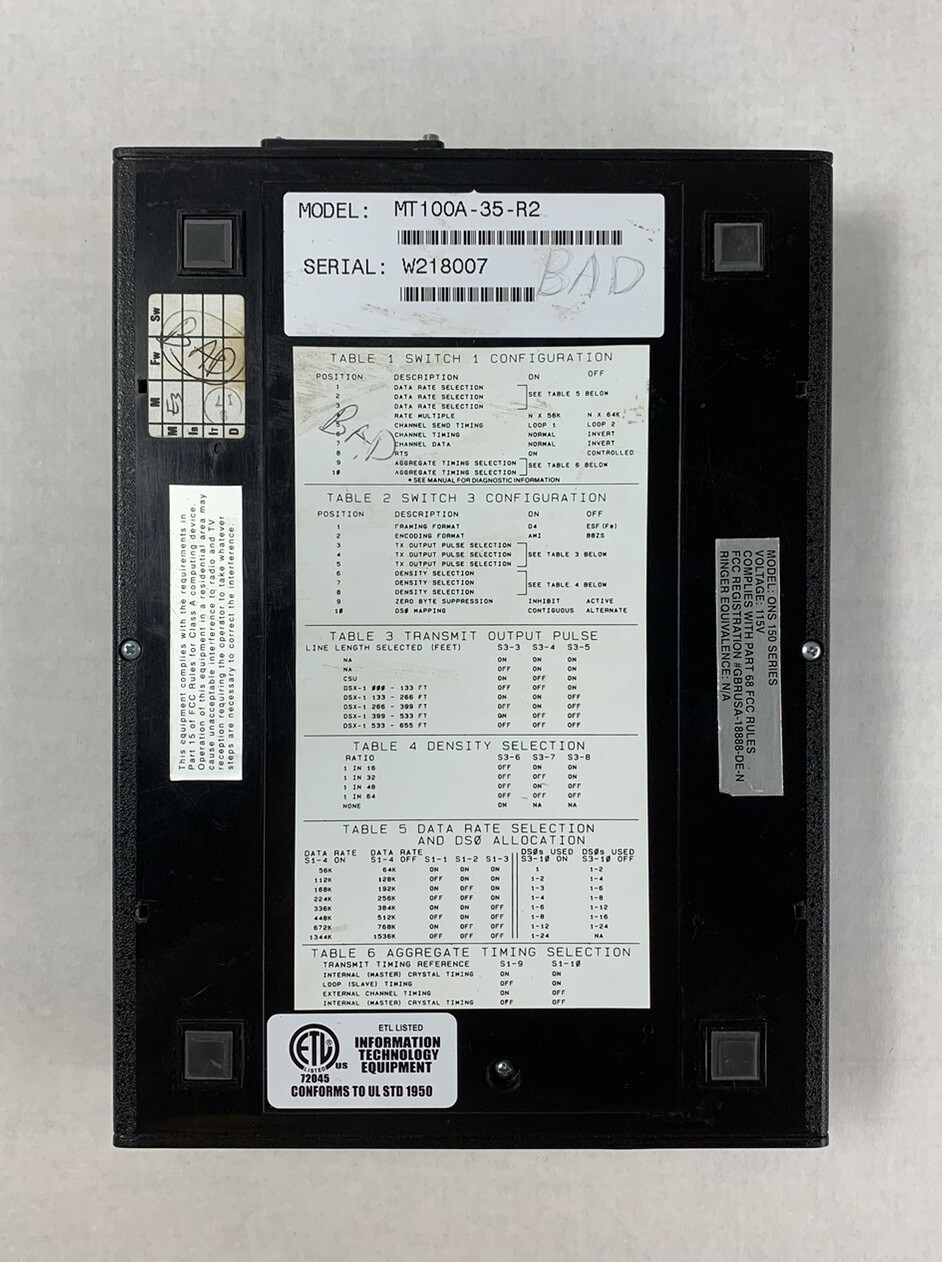 MODEL: MT100A-35-R2
SERIAL: W218007
BAD
M M Fw Sw
IR
IT
D
53
BAD
TABLE 1 SWITCH 1 CONFIGURATION
POSITION DESCRIPTION ON OFF
1 DATA RATE SELECTION
2 DATA RATE SELECTION SEE TABLE 5 BELOW
3 DATA RATE SELECTION
RATE MULTIPLE N X 56K N X 64K
5 CHANNEL SEND TIMING LOOP 1 LOOP 2
CHANNEL TIMING NORMAL INVERT
7 CHANNEL DATA NORMAL INVERT
8 RTS ON CONTROLLED
9 AGGREGATE TIMING SELECTION SEE TABLE 6 BELOW
10 AGGREGATE TIMING SELECTION
* SEE MANUAL FOR DIAGNOSTIC INFORMATION
BAD
TABLE 2 SWITCH 3 CONFIGURATION
POSITION DESCRIPTION ON OFF
1 FRAMING FORMAT D4 ESF(Fe)
2 ENCODING FORMAT AMI B8ZS
3 TX OUTPUT PULSE SELECTION
4 TX OUTPUT PULSE SELECTION SEE TABLE 3 BELOW
5 TX OUTPUT PULSE SELECTION
6 DENSITY SELECTION
7 DENSITY SELECTION SEE TABLE 4 BELOW
8 DENSITY SELECTION
9 ZERO BYTE SUPPRESSION INHIBIT ACTIVE
10 DS0 MAPPING CONTIGUOUS ALTERNATE
TABLE 3 TRANSMIT OUTPUT PULSE
LINE LENGTH SELECTED (FEET) S3-3 S3-4 S3-5
NA ON ON ON
NA OFF ON ON
CSU ON OFF ON
DSX-1 000 - 133 FT OFF OFF ON
DSX-1 133 - 266 FT ON ON OFF
DSX-1 266 - 399 FT OFF ON OFF
DSX-1 399 - 533 FT ON OFF OFF
DSX-1 533 - 655 FT OFF OFF OFF
TABLE 4 DENSITY SELECTION
RATIO S3-6 S3-7 S3-8
1 IN 16 OFF ON ON
1 IN 32 OFF OFF ON
1 IN 48 OFF ON OFF
1 IN 64 OFF OFF OFF
NONE ON NA NA
TABLE 5 DATA RATE SELECTION
AND DSØ ALLOCATION
DATA RATE DATA RATE DSØs USED DSØs USED
S1-4 ON S1-4 OFF S1-1 S1-2 S1-3 S3-1Ø ON S3-1Ø OFF
56K 64K ON ON ON 1 1-2
112K 128K OFF ON ON 1-2 1-4
168K 192K ON OFF ON 1-3 1-6
224K 256K OFF OFF ON 1-4 1-8
336K 384K ON ON OFF 1-6 1-12
448K 512K OFF ON OFF 1-8 1-16
672K 768K ON OFF OFF 1-12 1-24
1344K 1536K OFF OFF OFF 1-24 NA
TABLE 6 AGGREGATE TIMING SELECTION
TRANSMIT TIMING REFERENCE S1-9 S1-1Ø
INTERNAL (MASTER) CRYSTAL TIMING ON ON
LOOP (SLAVE) TIMING OFF ON
EXTERNAL CHANNEL TIMING ON OFF
INTERNAL (MASTER) CRYSTAL TIMING OFF OFF
This equipment complies with the requirements in
Part 15 of FCC Rules for Class A computing device.
Operation of this equipment in a residential area may
cause unacceptable interference to radio and TV
reception requiring the operator to take whatever
steps are necessary to correct the interference.
MODEL: ONS 150 SERIES
VOLTAGE: 115V
COMPLIES WITH PART 68 FCC RULES
FCC REGISTRATION #GBRUSA-18888-DE-N
RINGER EQUIVALENCE: N/A
ETL LISTED
INFORMATION
TECHNOLOGY
EQUIPMENT
ETL
LISTED
US
72045
CONFORMS TO UL STD 1950